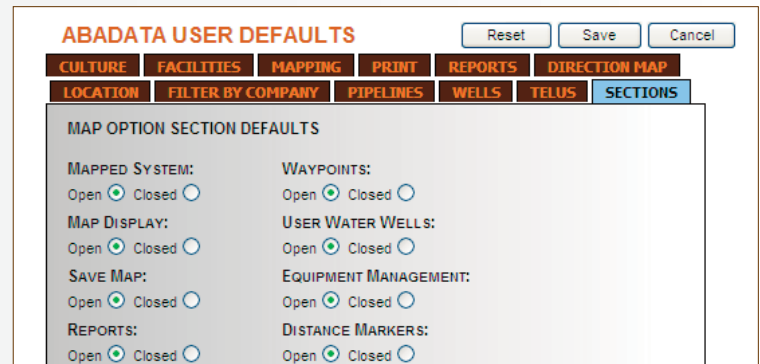 ABADATA USER DEFAULTS Reset Save Cancel
CULTURE FACILITIES MAPPING PRINT REPORTS DIRECTION MAP
LOCATION FILTER BY COMPANY PIPELINES WELLS TELUS SECTIONS
MAP OPTION SECTION DEFAULTS
MAPPED SYSTEM: WAYPOINTS:
Open Closed Open Closed
MAP DISPLAY: USER WATER WELLS:
Open Closed Open Closed
SAVE MAP: EQUIPMENT MANAGEMENT:
Open Closed Open Closed
REPORTS: DISTANCE MARKERS:
Open Closed Open Closed